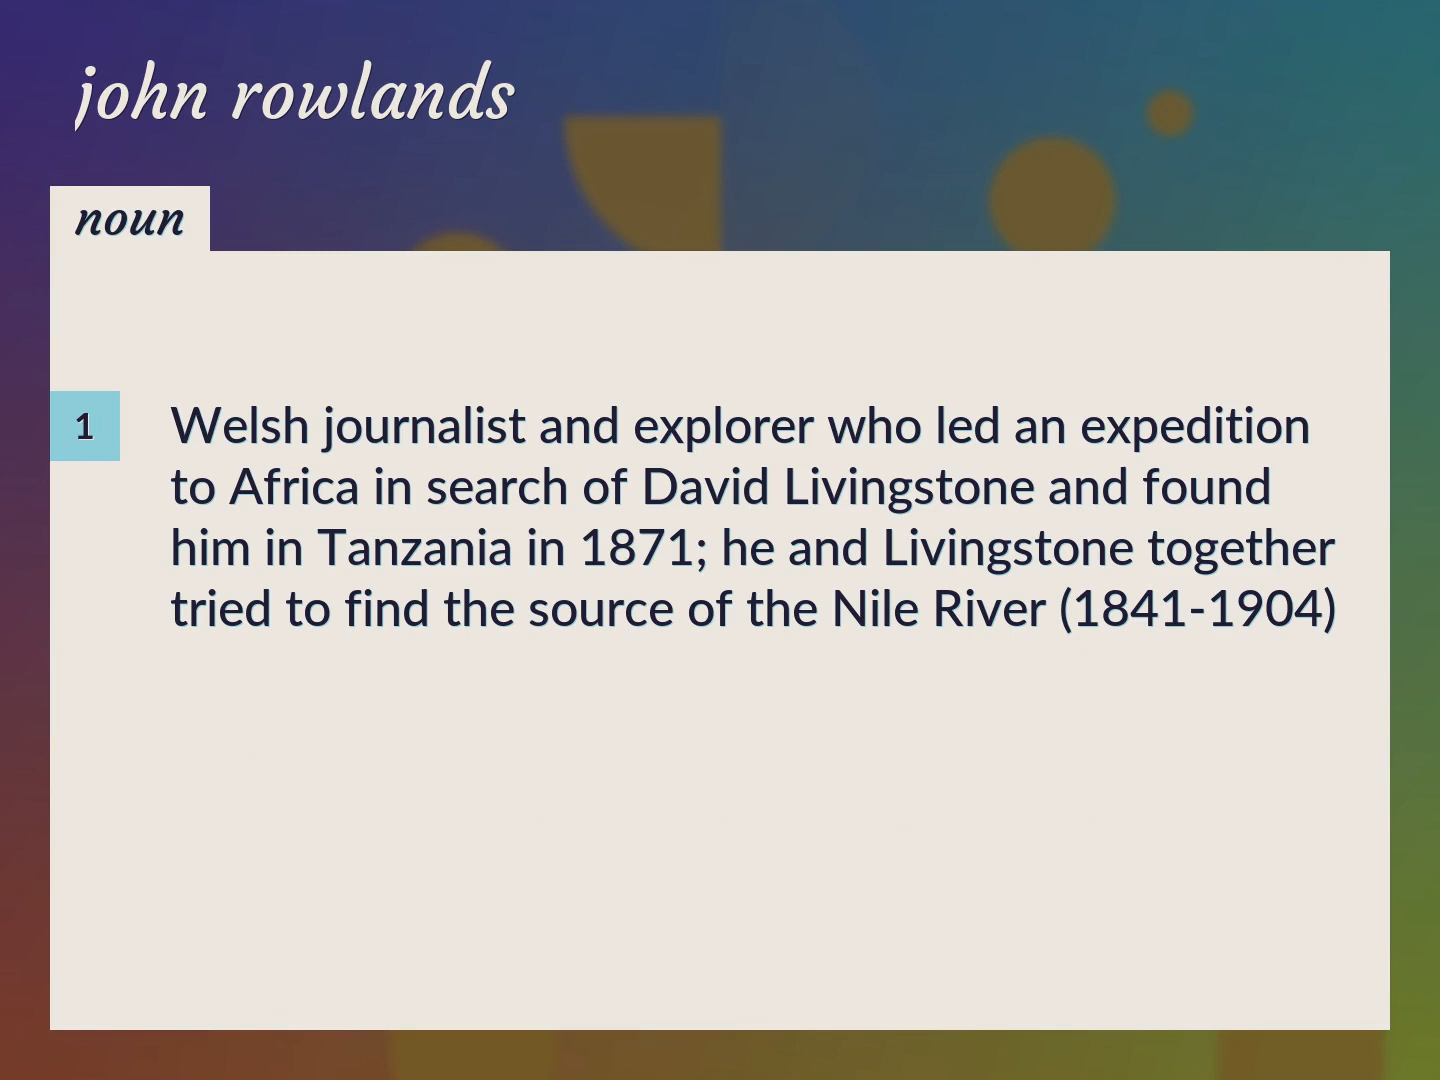 john rowlands
noun
1
Welsh journalist and explorer who led an expedition
to Africa in search of David Livingstone and found
him in Tanzania in 1871; he and Livingstone together
tried to find the source of the Nile River (1841-1904)